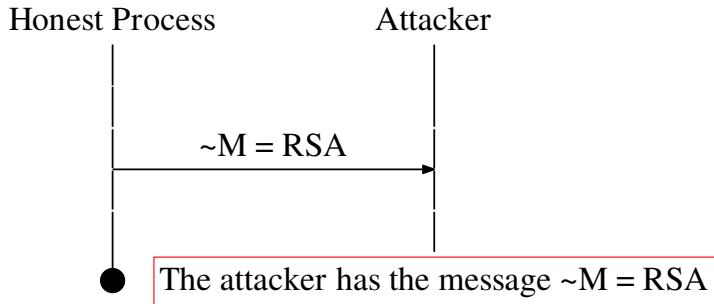 Honest Process Attacker
~M = RSA
The attacker has the message ~M = RSA